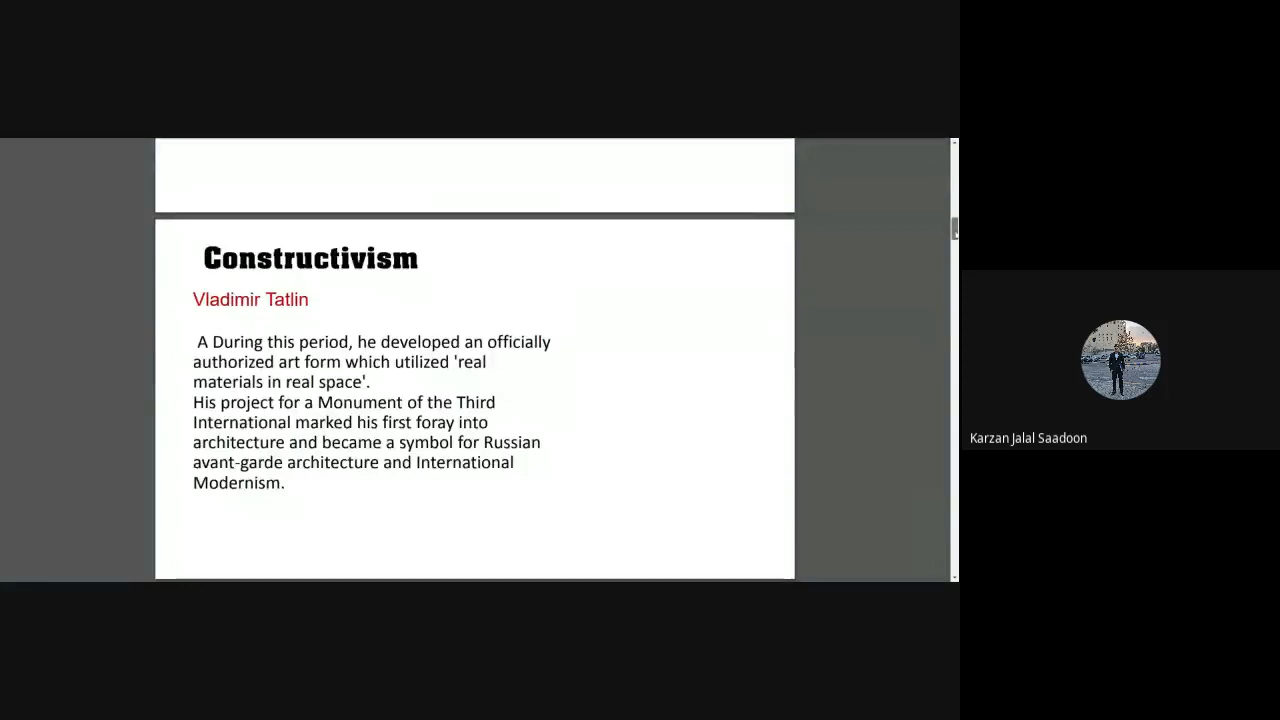 Constructivism
Vladimir Tatlin
A During this period, he developed an officially
authorized art form which utilized 'real
materials in real space'.
His project for a Monument of the Third
International marked his first foray into
architecture and became a symbol for Russian
avant-garde architecture and International
Modernism.
Karzan Jalal Saadoon